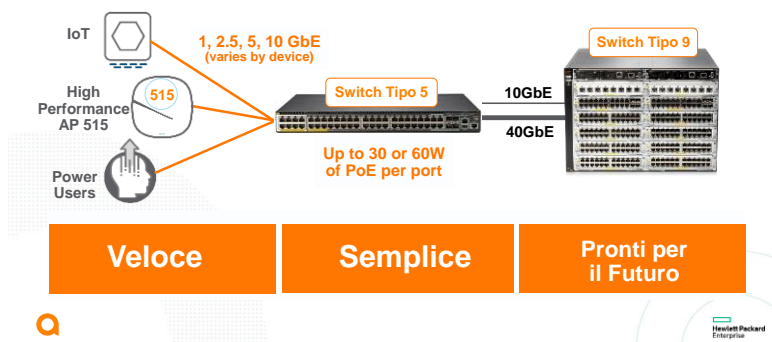 IoT
1, 2.5, 5, 10 GbE
(varies by device)
Switch Tipo 9
High
Performance
AP 515
515
Switch Tipo 5
10GbE
40GbE
Up to 30 or 60W
of PoE per port
Power
Users
Veloce
Semplice
Pronti per
il Futuro
Hewlett Packard
Enterprise